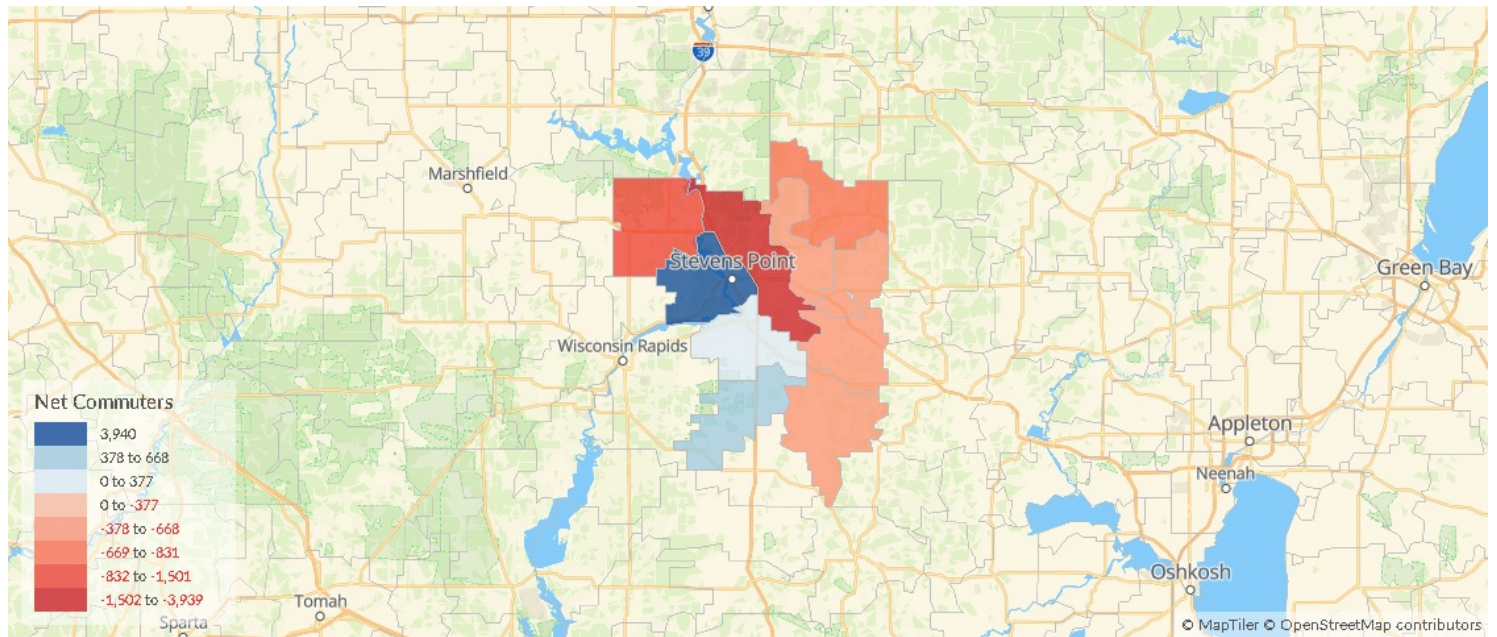 39
Marshfield
Stevens Point
Green Bay
Wisconsin Rapids
Net Commuters
3,940
378 to 668
0 to 377
0 to -377
-378 to -668
-669 to -831
-832 to -1,501
-1,502 to -3,939
Appleton
Neenah
Oshkosh
Tomah
Sparta
© MapTiler © OpenStreetMap contributors